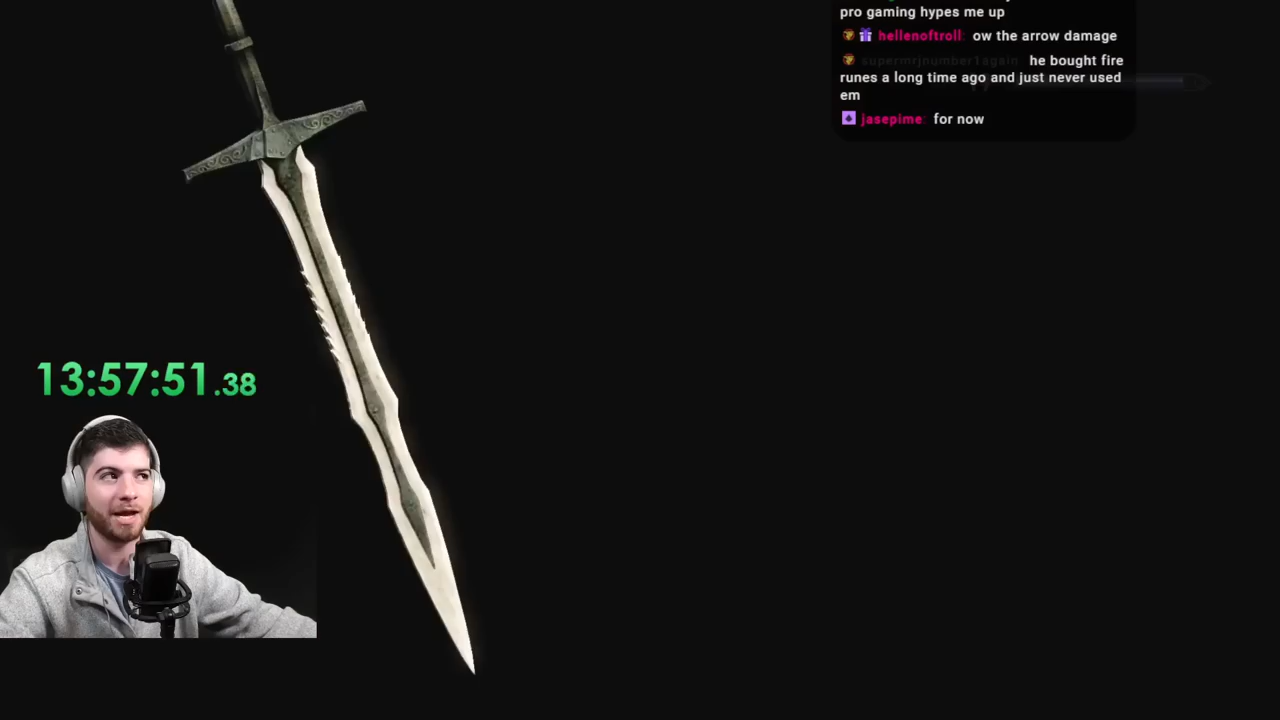 pro gaming hypes me up
hellenoftroll: ow the arrow damage
supermrjnumber1again: he bought fire
runes a long time ago and just never used
em
jasepime: for now
13:57:51.38